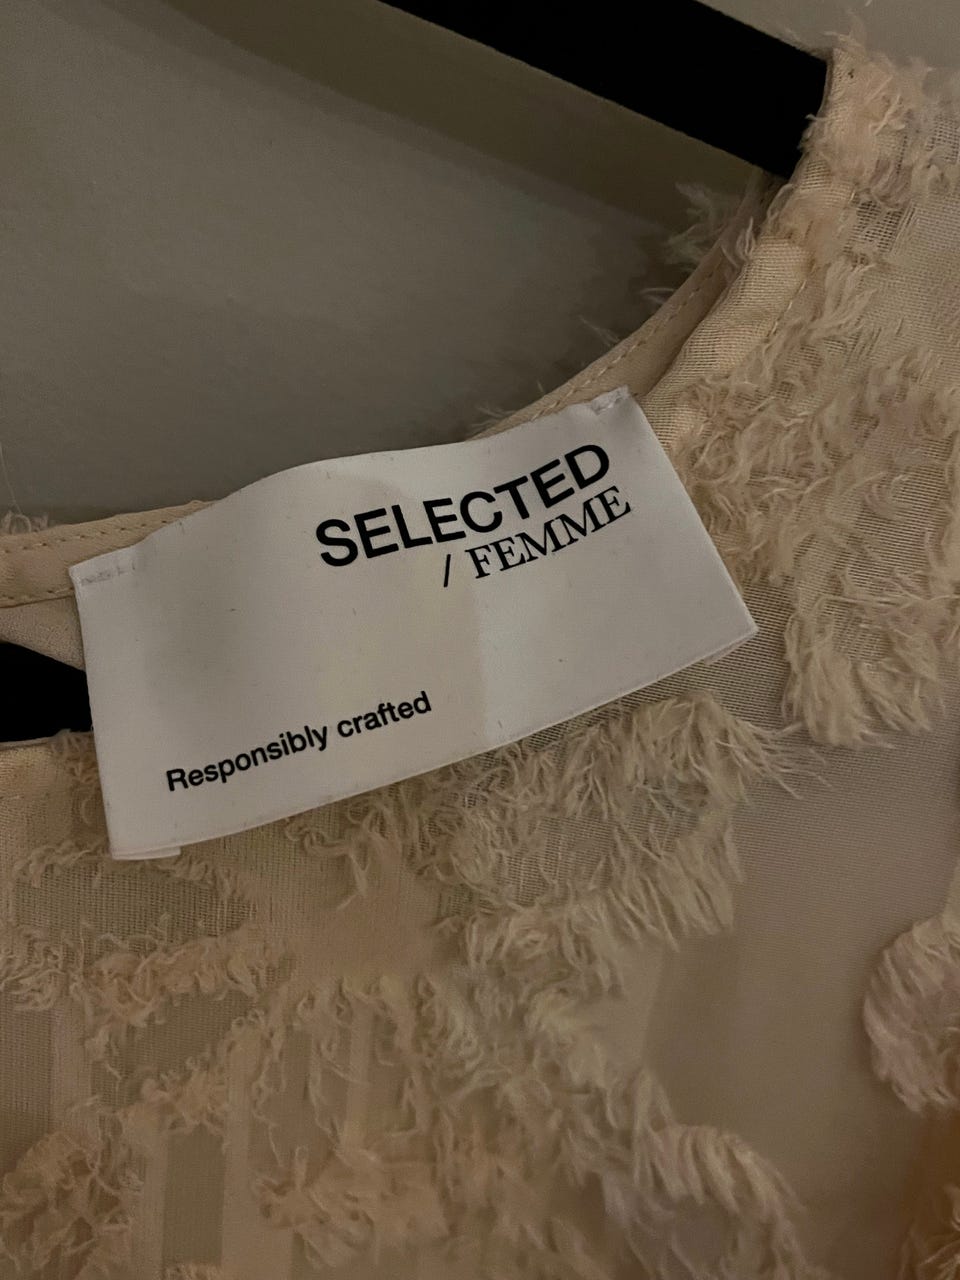 SELECTED
/ FEMME
Responsibly crafted